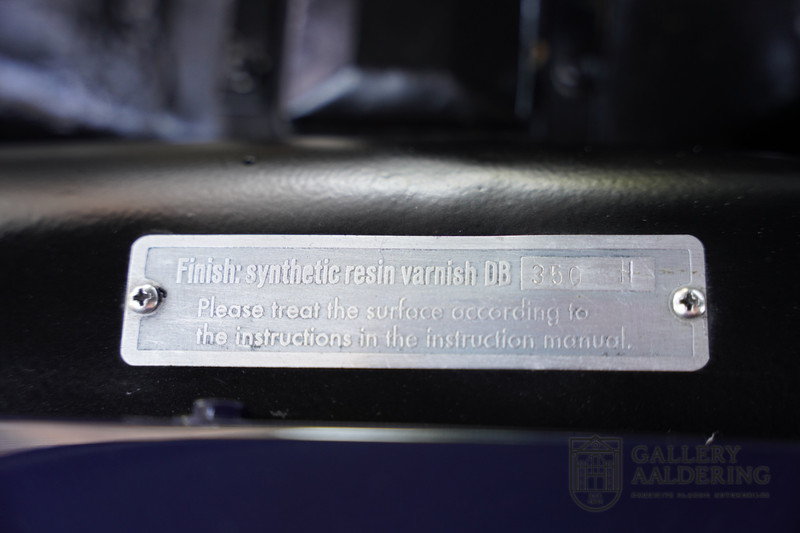 Finish: synthetic resin varnish DB 350 H
Please treat the surface according to
the instructions in the instruction manual.
GALLERY
AALDERING